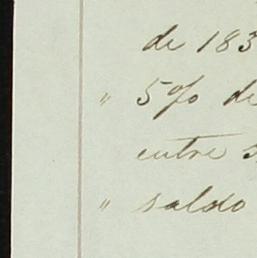 de 183
" 5% de
entre
" saldo